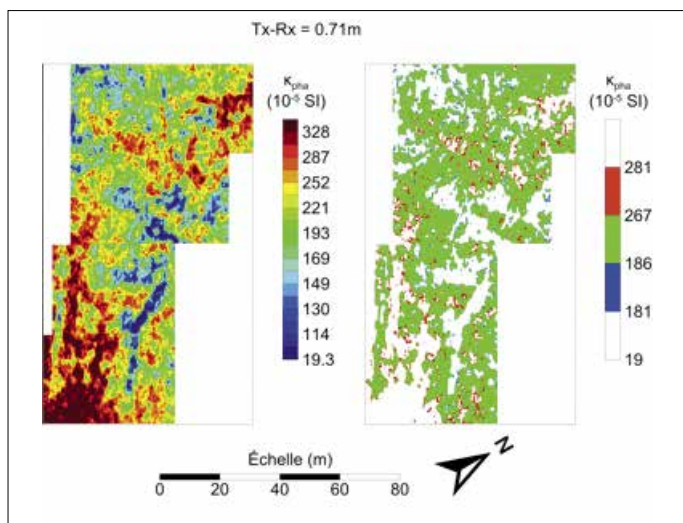 Tx-Rx = 0.71m
κpha
(10⁻⁵ SI)
328
287
252
221
193
169
149
130
114
19.3
κpha
(10⁻⁵ SI)
281
267
186
181
19
Échelle (m)
0 20 40 60 80
N